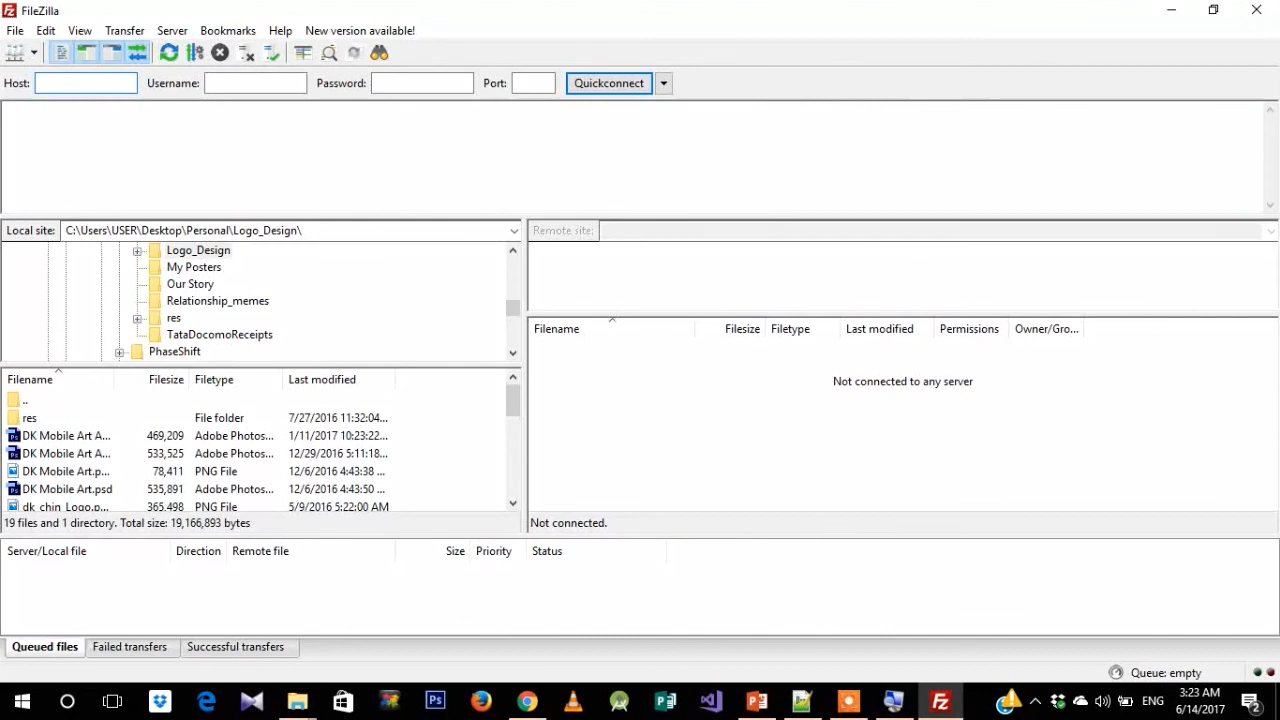 FileZilla
File Edit View Transfer Server Bookmarks Help New version available!
Host: Username: Password: Port: Quickconnect
Local site: C:\Users\USER\Desktop\Personal\Logo_Design\
Remote site:
Logo_Design
My Posters
Our Story
Relationship_memes
res
TataDocomoReceipts
PhaseShift
Filename Filesize Filetype Last modified
..
res File folder 7/27/2016 11:32:04...
DK Mobile Art A... 469,209 Adobe Photos... 1/11/2017 10:23:22...
DK Mobile Art A... 533,525 Adobe Photos... 12/29/2016 5:11:18...
DK Mobile Art.p... 78,411 PNG File 12/6/2016 4:43:38 ...
DK Mobile Art.psd 535,891 Adobe Photos... 12/6/2016 4:43:50 ...
dk_chin_Logo.p... 365,498 PNG File 5/9/2016 5:22:00 AM
19 files and 1 directory. Total size: 19,166,893 bytes
Filename Filesize Filetype Last modified Permissions Owner/Gro...
Not connected to any server
Not connected.
Server/Local file Direction Remote file Size Priority Status
Queued files Failed transfers Successful transfers
Queue: empty
ENG
3:23 AM
6/14/2017
2